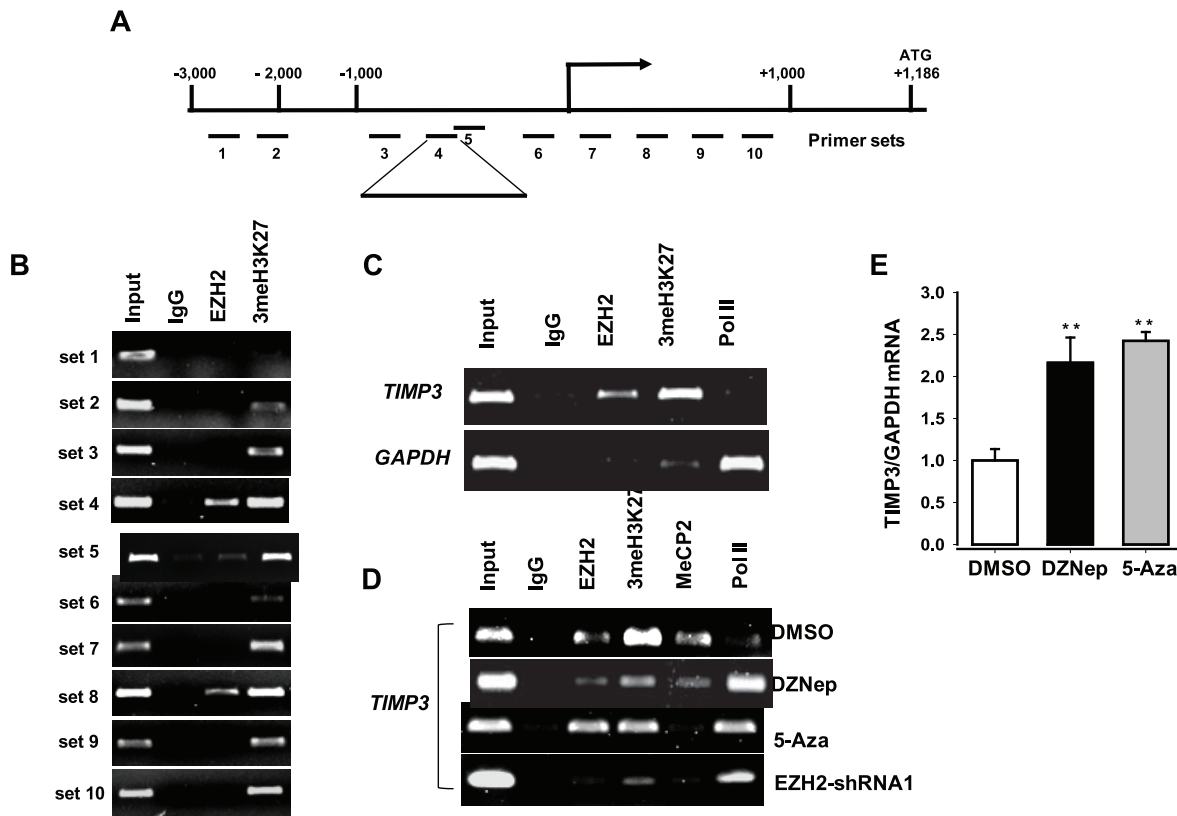 A
-3,000
- 2,000
-1,000
+1,000
ATG
+1,186
1
2
3
4
5
6
7
8
9
10
Primer sets
B
Input
IgG
EZH2
3meH3K27
set 1
set 2
set 3
set 4
set 5
set 6
set 7
set 8
set 9
set 10
C
Input
IgG
EZH2
3meH3K27
Pol II
TIMP3
GAPDH
D
Input
IgG
EZH2
3meH3K27
MeCP2
Pol II
TIMP3
DMSO
DZNep
5-Aza
EZH2-shRNA1
E
TIMP3/GAPDH mRNA
3.0
2.5
2.0
1.5
1.0
0.5
0.0
**
**
DMSO
DZNep
5-Aza